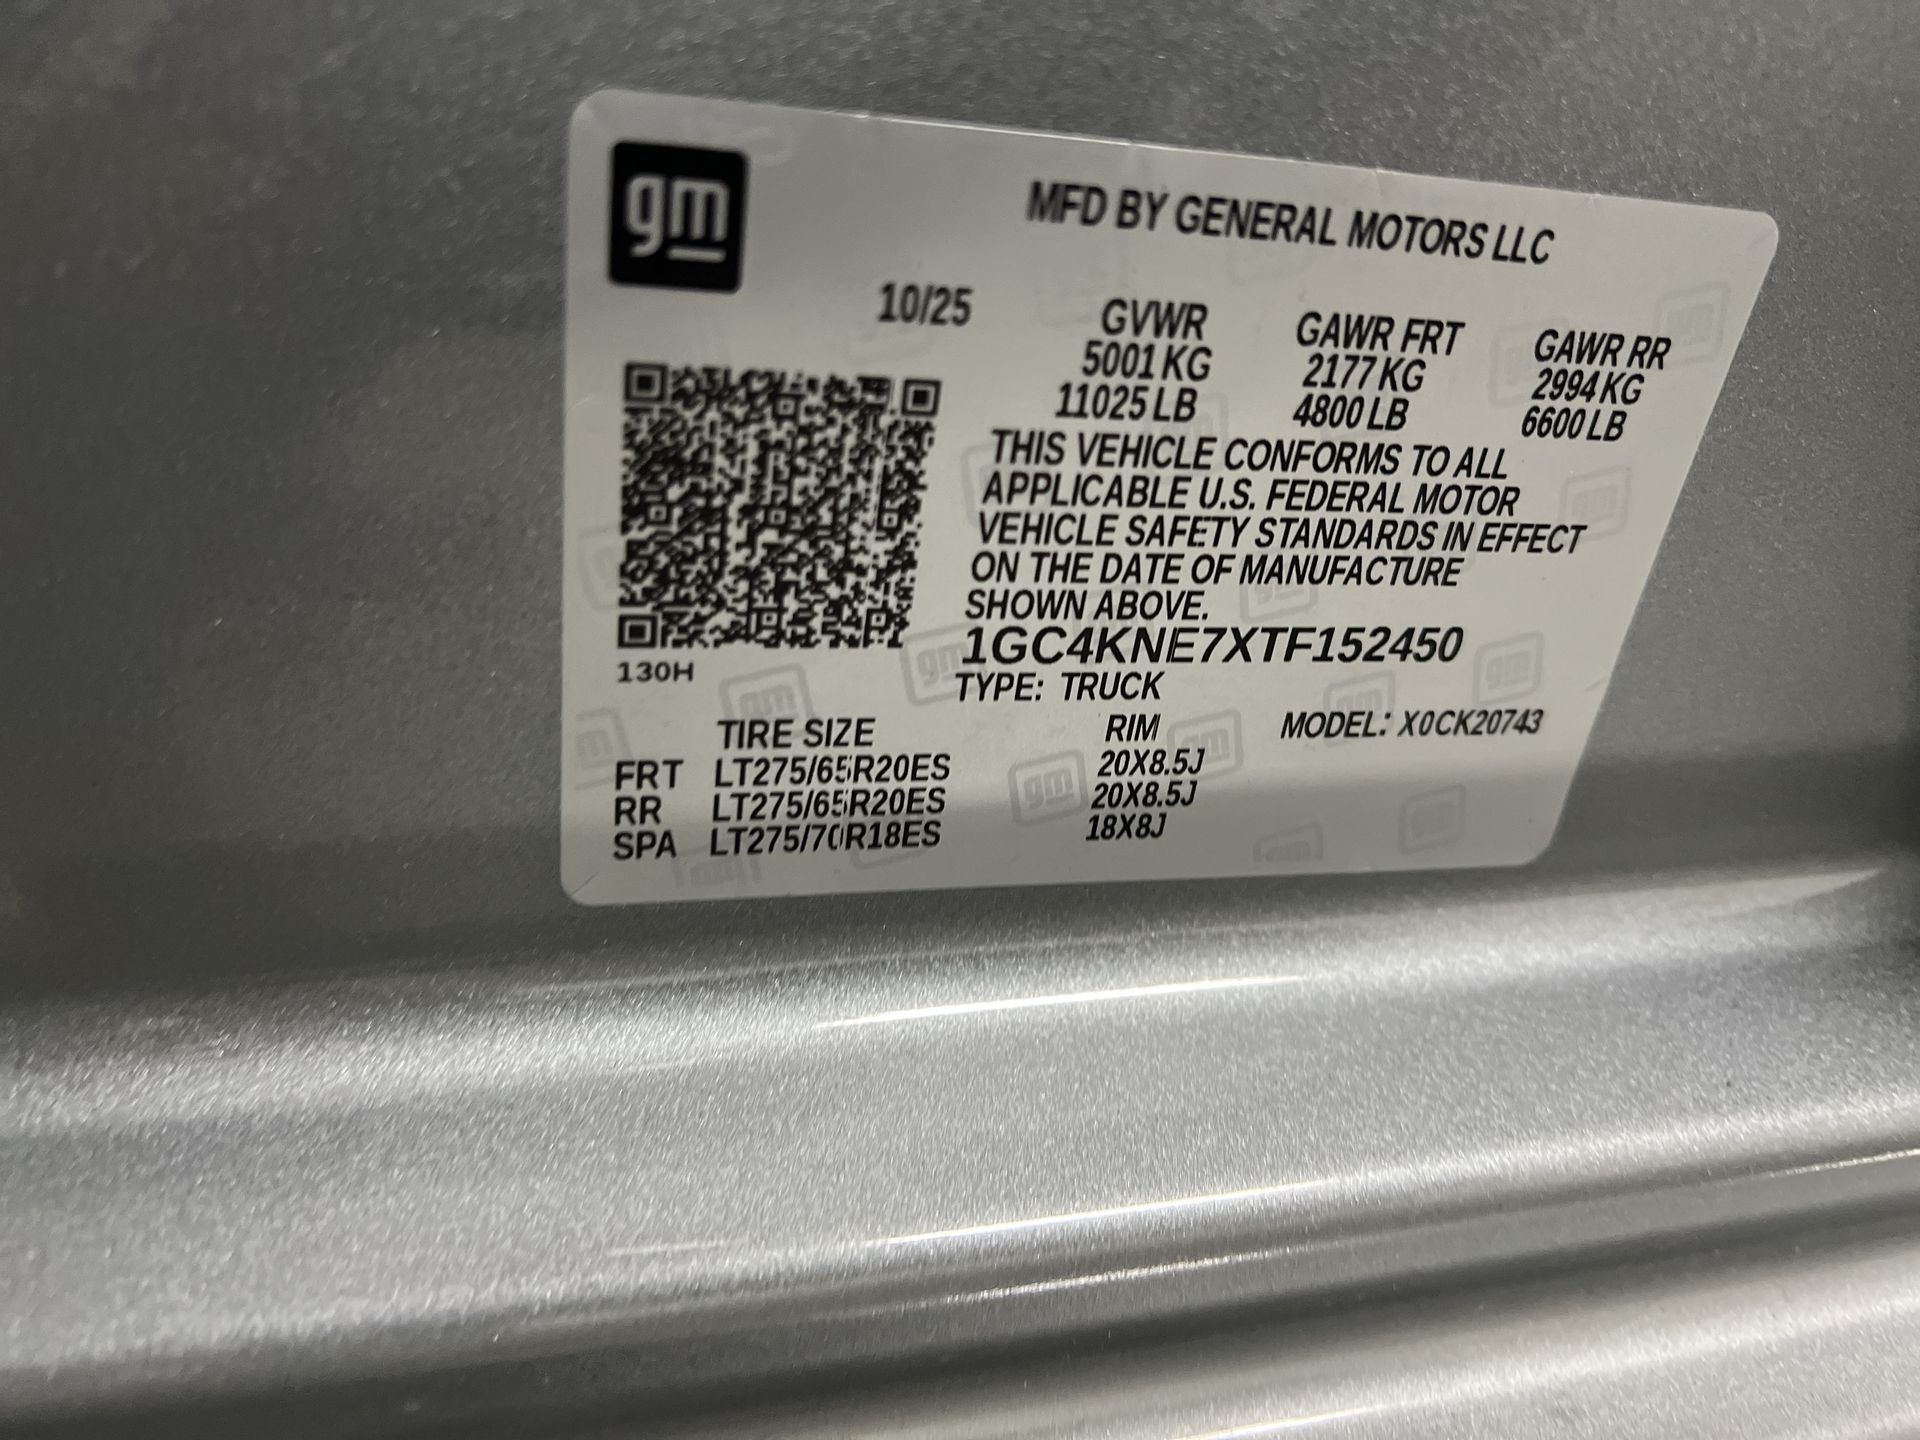 gm
MFD BY GENERAL MOTORS LLC
10/25
GVWR GAWR FRT GAWR RR
5001 KG 2177 KG 2994 KG
11025 LB 4800 LB 6600 LB
THIS VEHICLE CONFORMS TO ALL
APPLICABLE U.S. FEDERAL MOTOR
VEHICLE SAFETY STANDARDS IN EFFECT
ON THE DATE OF MANUFACTURE
SHOWN ABOVE.
1GC4KNE7XTF152450
130H
TYPE: TRUCK
MODEL: X0CK20743
TIRE SIZE RIM
FRT LT275/65R20ES 20X8.5J
RR LT275/65R20ES 20X8.5J
SPA LT275/70R18ES 18X8J